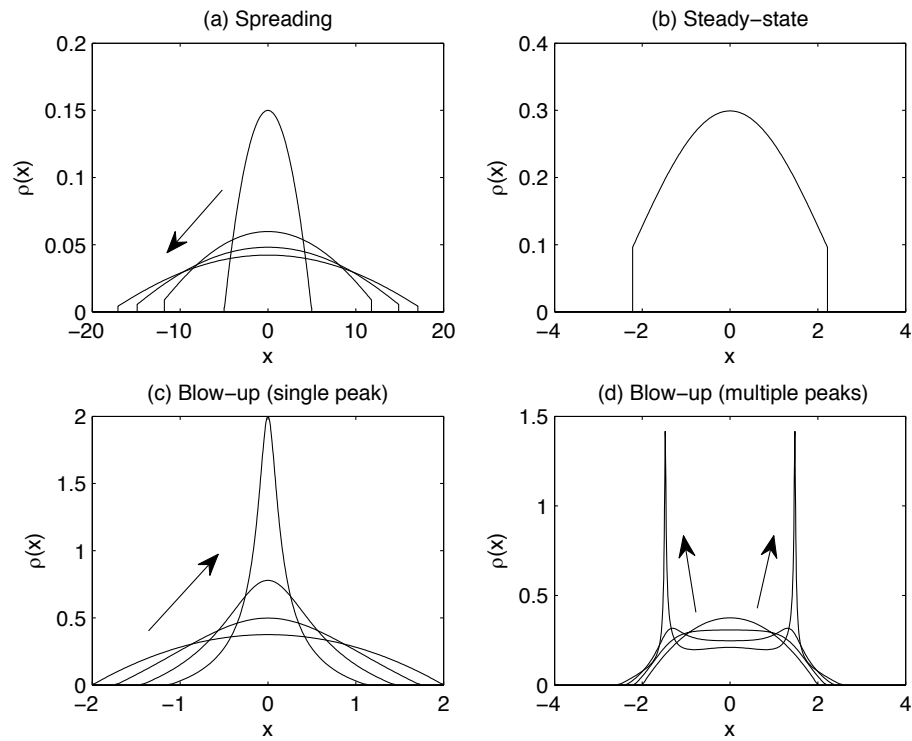 (a) Spreading
0.2
0.15
0.1
0.05
0
ρ(x)
−20 −10 0 10 20
x
(b) Steady−state
0.4
0.3
0.2
0.1
0
ρ(x)
−4 −2 0 2 4
x
(c) Blow−up (single peak)
2
1.5
1
0.5
0
ρ(x)
−2 −1 0 1 2
x
(d) Blow−up (multiple peaks)
1.5
1
0.5
0
ρ(x)
−4 −2 0 2 4
x